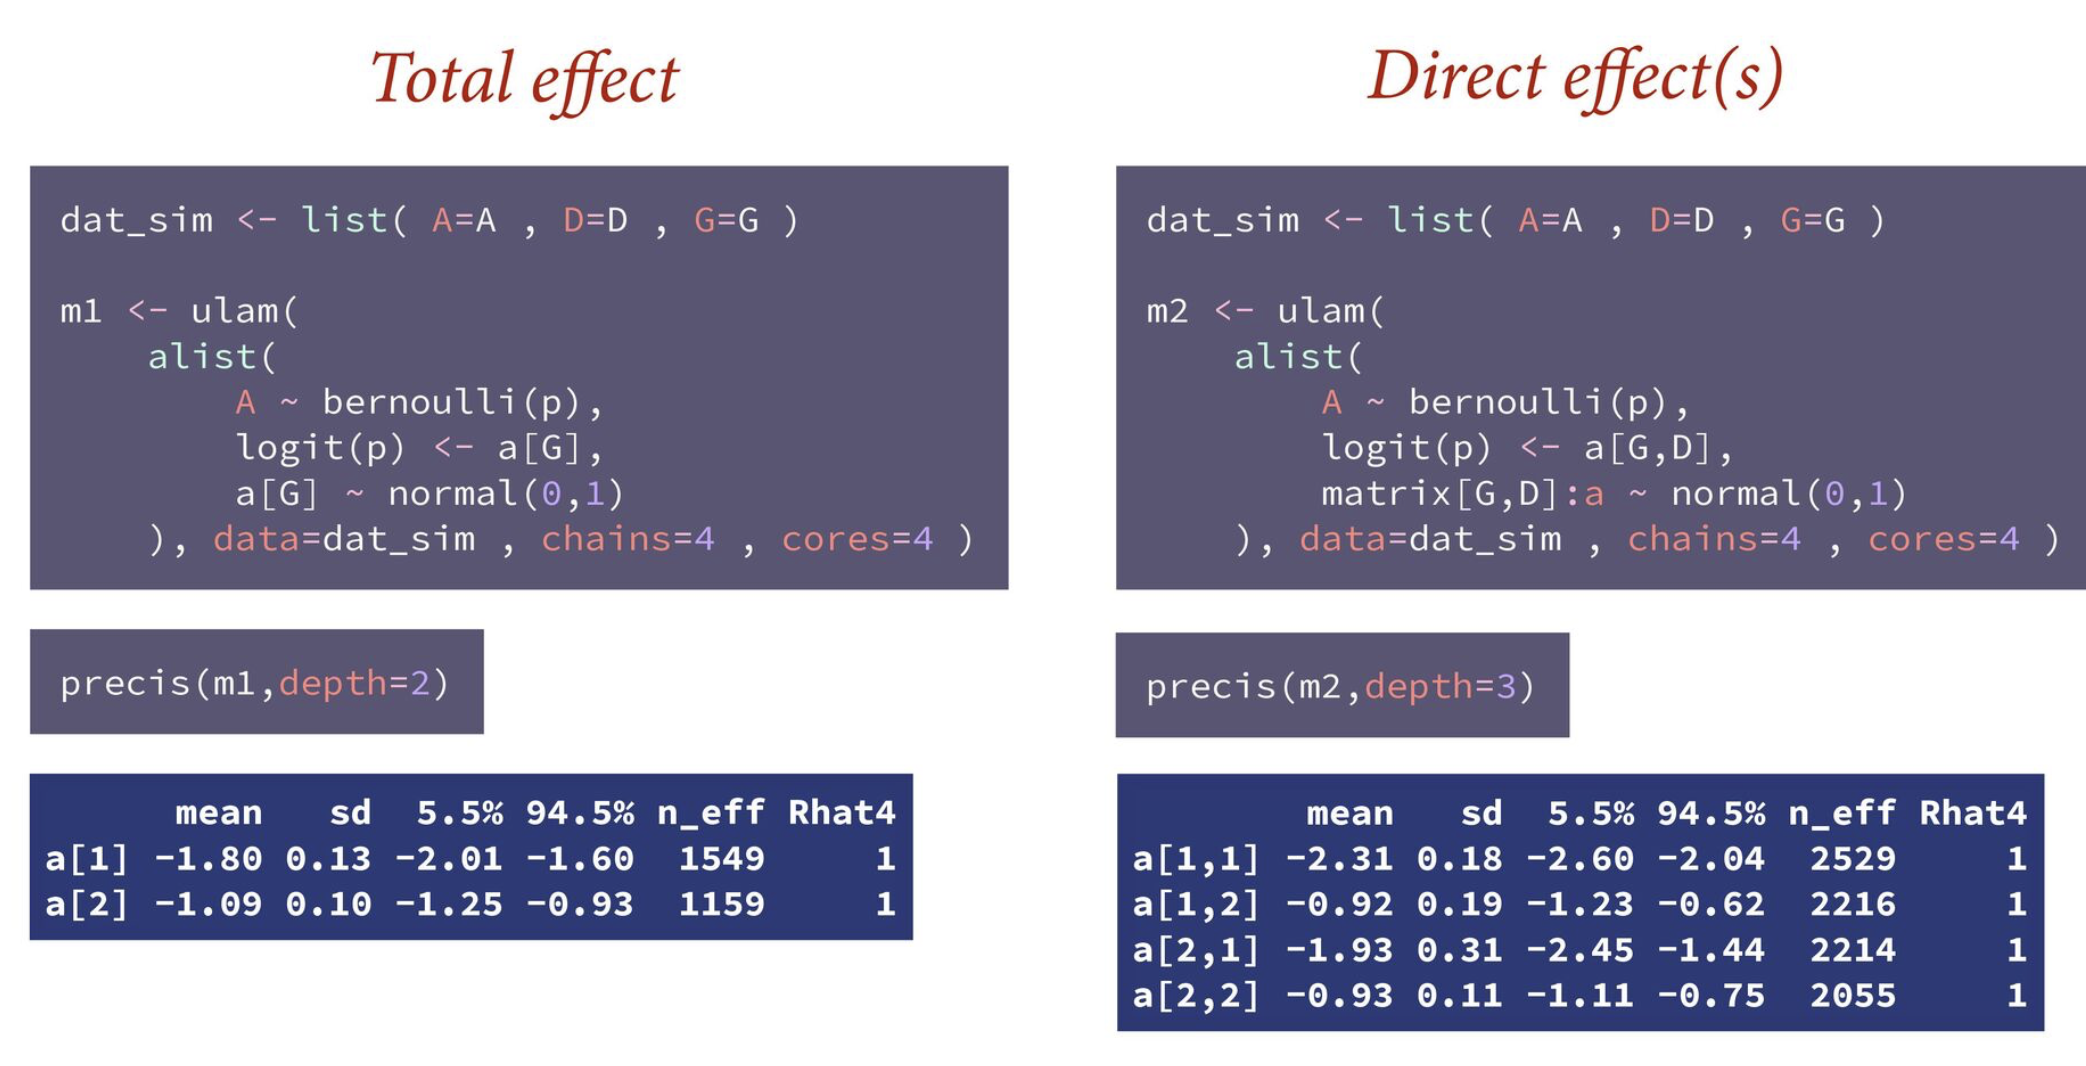 Total effect
dat_sim <- list( A=A , D=D , G=G )
m1 <- ulam(
    alist(
        A ~ bernoulli(p),
        logit(p) <- a[G],
        a[G] ~ normal(0,1)
    ), data=dat_sim , chains=4 , cores=4 )
precis(m1,depth=2)
mean sd 5.5% 94.5% n_eff Rhat4
a[1] −1.80 0.13 −2.01 −1.60 1549 1
a[2] −1.09 0.10 −1.25 −0.93 1159 1
Direct effect(s)
dat_sim <- list( A=A , D=D , G=G )
m2 <- ulam(
    alist(
        A ~ bernoulli(p),
        logit(p) <- a[G,D],
        matrix[G,D]:a ~ normal(0,1)
    ), data=dat_sim , chains=4 , cores=4 )
precis(m2,depth=3)
mean sd 5.5% 94.5% n_eff Rhat4
a[1,1] −2.31 0.18 −2.60 −2.04 2529 1
a[1,2] −0.92 0.19 −1.23 −0.62 2216 1
a[2,1] −1.93 0.31 −2.45 −1.44 2214 1
a[2,2] −0.93 0.11 −1.11 −0.75 2055 1